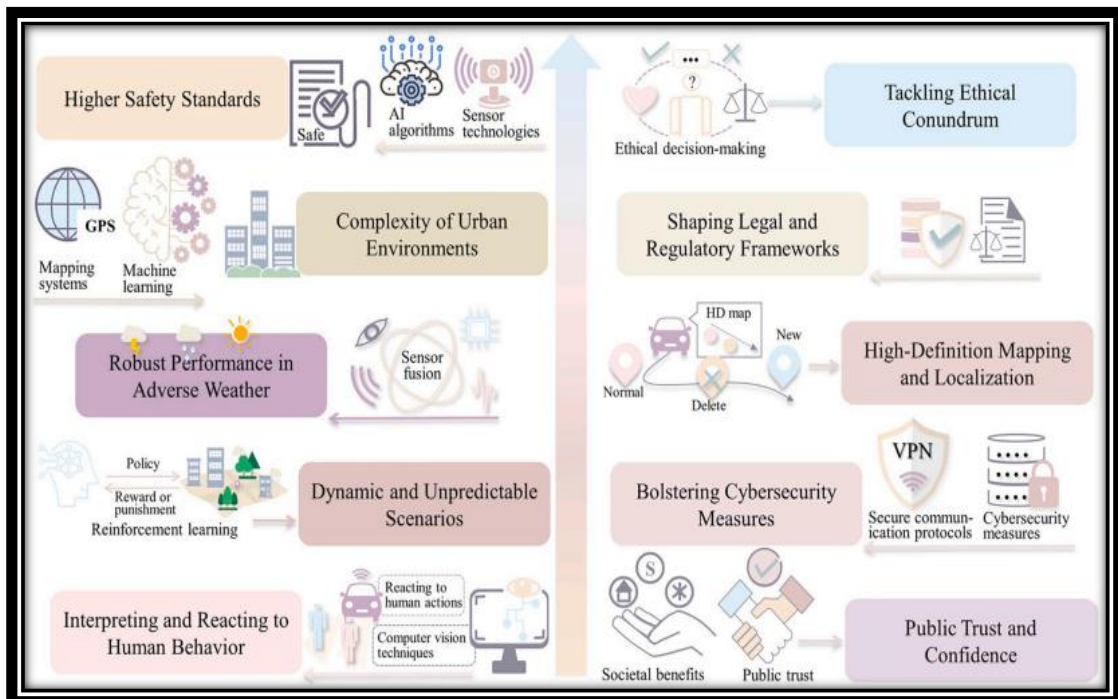 Higher Safety Standards
Safe
AI
algorithms
Sensor
technologies
GPS
Mapping
systems
Machine
learning
Complexity of Urban
Environments
Robust Performance in
Adverse Weather
Sensor
fusion
Policy
Reward or
punishment
Reinforcement learning
Dynamic and Unpredictable
Scenarios
Interpreting and Reacting to
Human Behavior
Reacting to
human actions
Computer vision
techniques
...
?
Ethical decision-making
Tackling Ethical
Conundrum
Shaping Legal and
Regulatory Frameworks
HD map
New
Normal
Delete
High-Definition Mapping
and Localization
Bolstering Cybersecurity
Measures
VPN
Secure commun-
ication protocols
Cybersecurity
measures
S
Societal benefits
Public trust
Public Trust and
Confidence